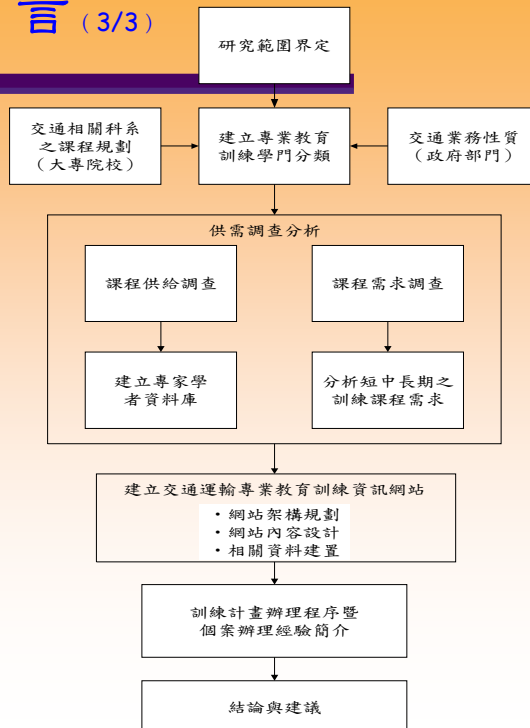 言（3/3）
研究範圍界定
交通相關科系
之課程規劃
（大專院校）
建立專業教育
訓練學門分類
交通業務性質
（政府部門）
供需調查分析
課程供給調查
課程需求調查
建立專家學
者資料庫
分析短中長期之
訓練課程需求
建立交通運輸專業教育訓練資訊網站
・網站架構規劃
・網站內容設計
・相關資料建置
訓練計畫辦理程序暨
個案辦理經驗簡介
結論與建議